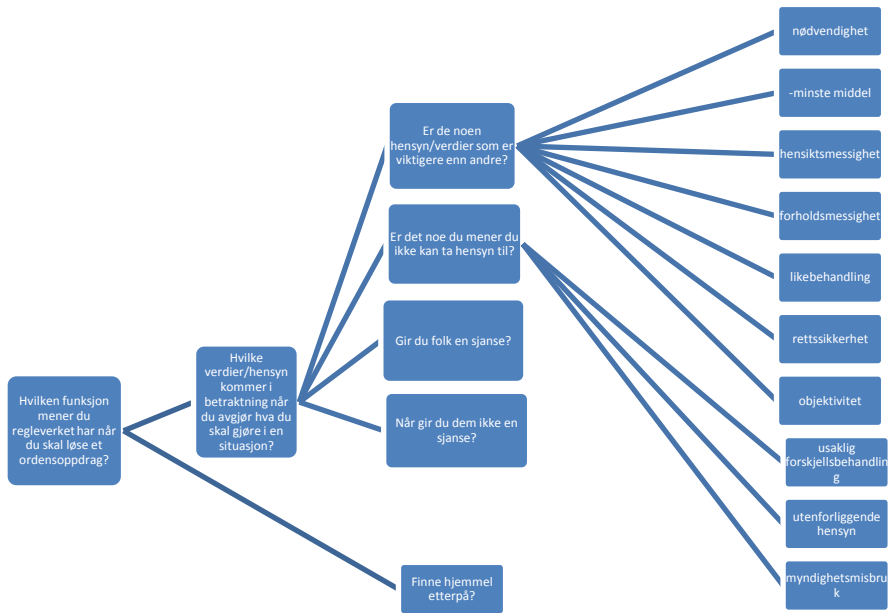 Hvilken funksjon
mener du
regleverket har når
du skal løse et
ordensoppdrag?
Hvilke
verdier/hensyn
kommer i
betraktning når
du avgjør hva du
skal gjøre i en
situasjon?
Er de noen
hensyn/verdier som er
viktigere enn andre?
nødvendighet
-minste middel
hensiktsmessighet
forholdsmessighet
likebehandling
rettssikkerhet
objektivitet
Er det noe du mener du
ikke kan ta hensyn til?
usaklig
forskjellsbehandlin
g
utenforliggende
hensyn
myndighetsmisbru
k
Gir du folk en sjanse?
Når gir du dem ikke en
sjanse?
Finne hjemmel
etterpå?